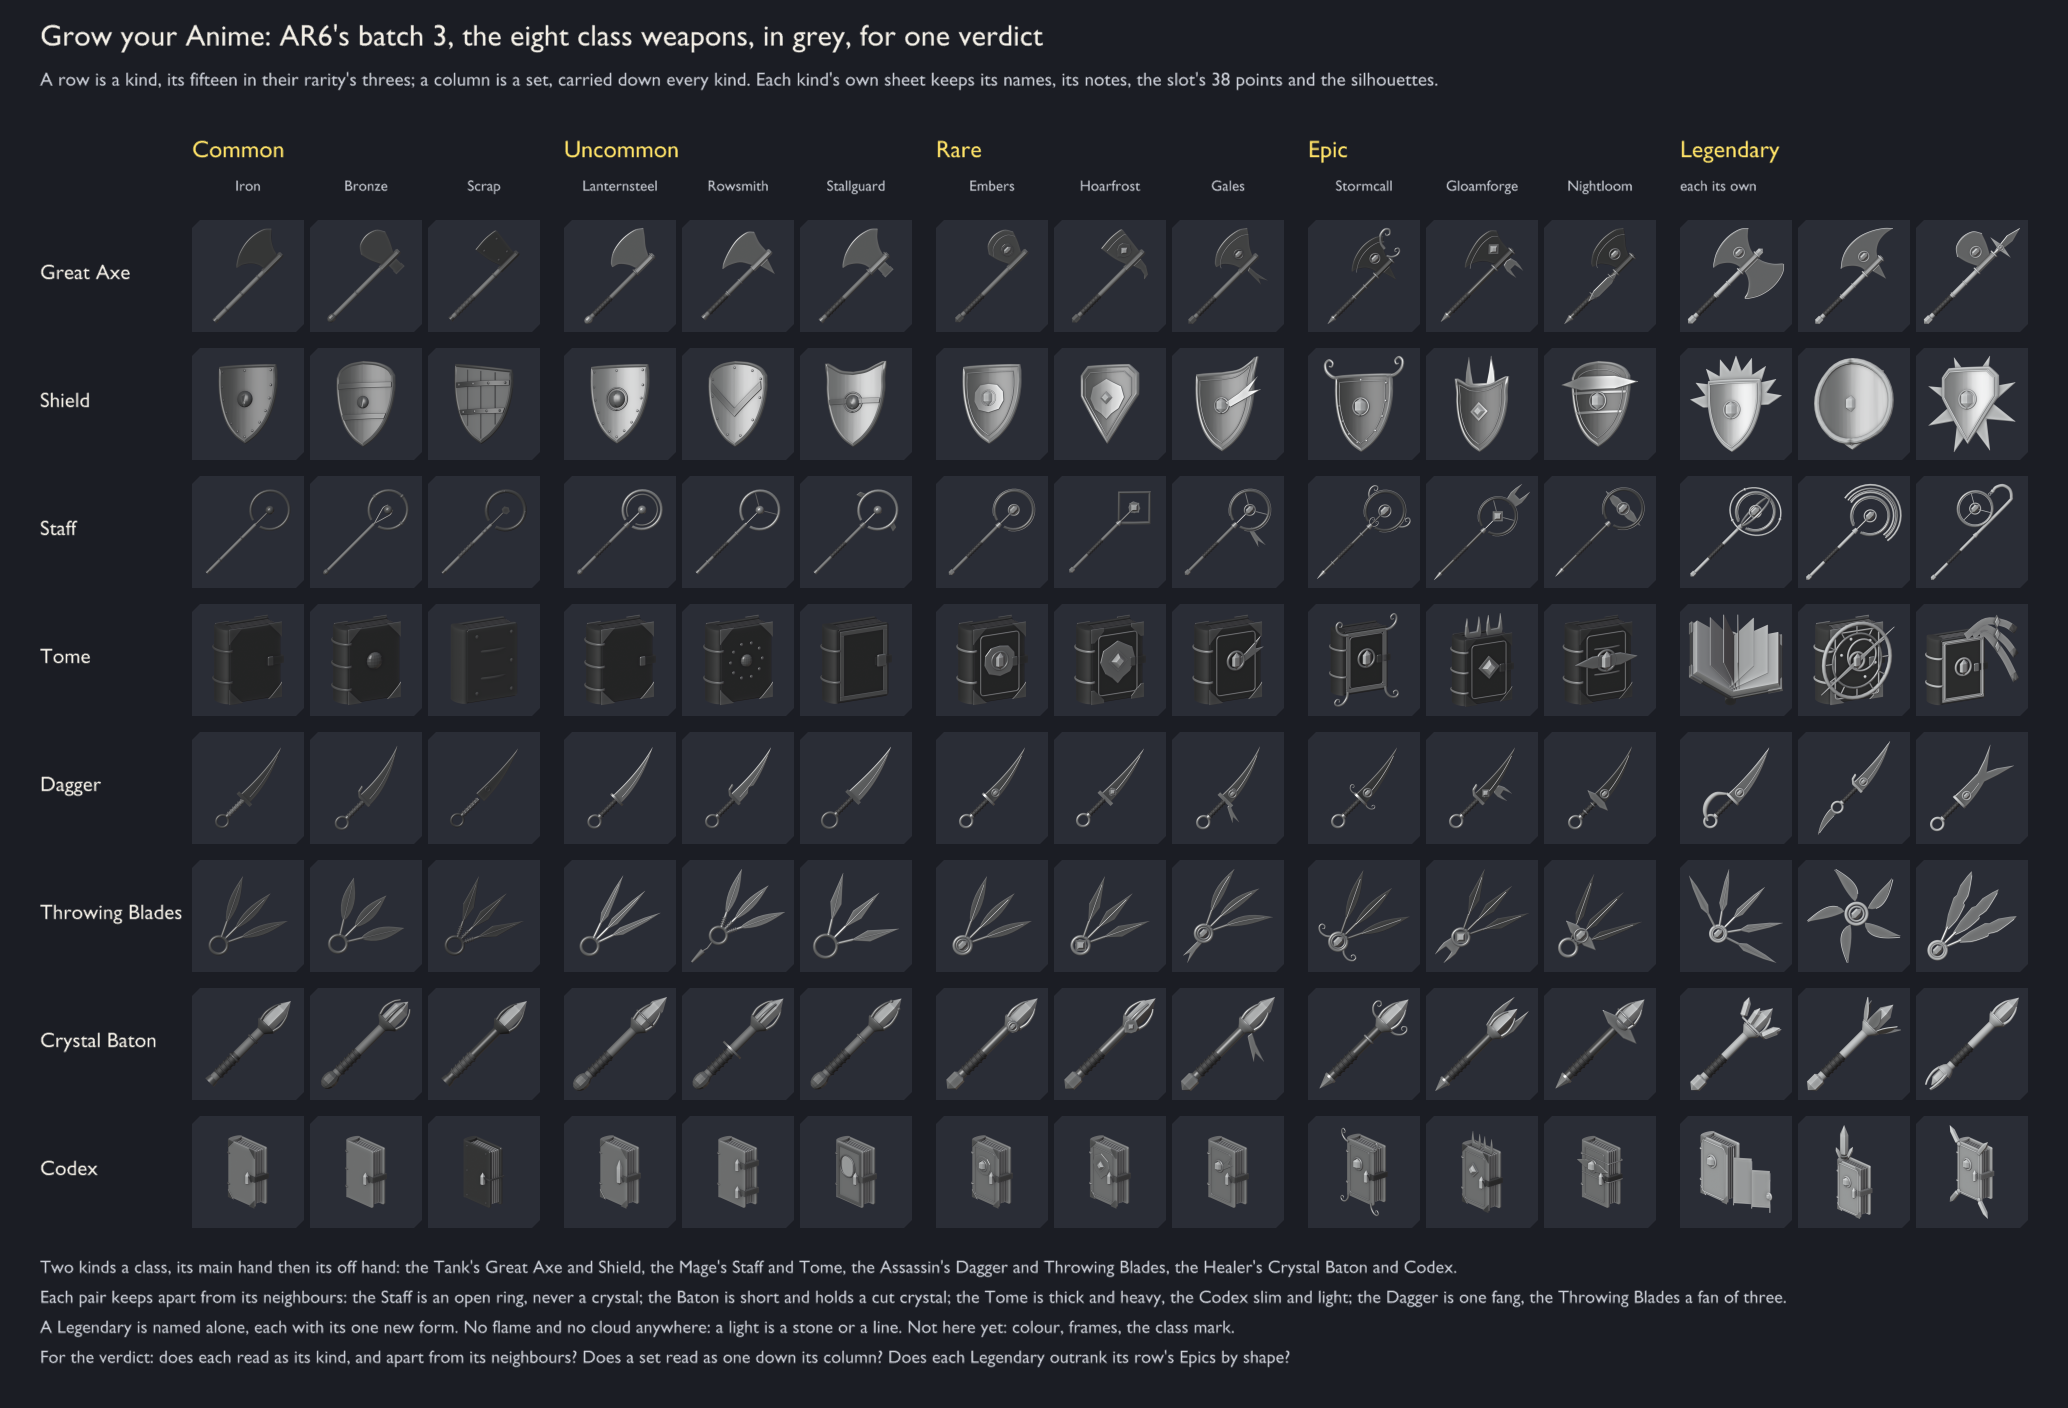 Grow your Anime: AR6's batch 3, the eight class weapons, in grey, for one verdict
A row is a kind, its fifteen in their rarity's threes; a column is a set, carried down every kind. Each kind's own sheet keeps its names, its notes, the slot's 38 points and the silhouettes.
Common Uncommon Rare Epic Legendary
Iron Bronze Scrap Lanternsteel Rowsmith Stallguard Embers Hoarfrost Gales Stormcall Gloamforge Nightloom each its own
Great Axe
Shield
Staff
Tome
Dagger
Throwing Blades
Crystal Baton
Codex
Two kinds a class, its main hand then its off hand: the Tank's Great Axe and Shield, the Mage's Staff and Tome, the Assassin's Dagger and Throwing Blades, the Healer's Crystal Baton and Codex.
Each pair keeps apart from its neighbours: the Staff is an open ring, never a crystal; the Baton is short and holds a cut crystal; the Tome is thick and heavy, the Codex slim and light; the Dagger is one fang, the Throwing Blades a fan of three.
A Legendary is named alone, each with its one new form. No flame and no cloud anywhere: a light is a stone or a line. Not here yet: colour, frames, the class mark.
For the verdict: does each read as its kind, and apart from its neighbours? Does a set read as one down its column? Does each Legendary outrank its row's Epics by shape?